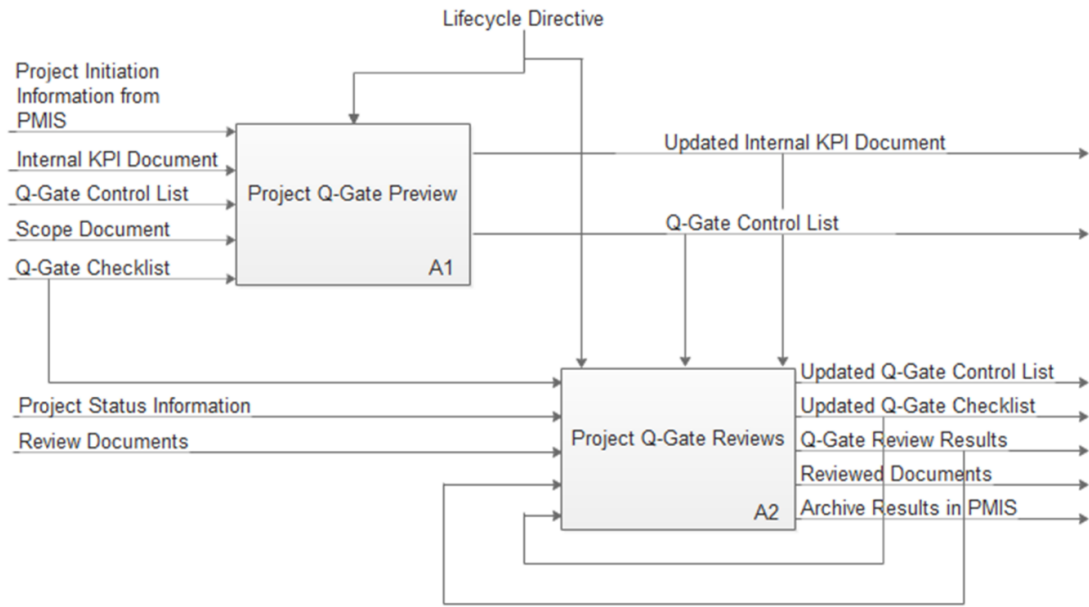 Lifecycle Directive
Project Initiation
Information from
PMIS
Internal KPI Document
Q-Gate Control List
Scope Document
Q-Gate Checklist
Project Q-Gate Preview
A1
Updated Internal KPI Document
Q-Gate Control List
Project Status Information
Review Documents
Project Q-Gate Reviews
A2
Updated Q-Gate Control List
Updated Q-Gate Checklist
Q-Gate Review Results
Reviewed Documents
Archive Results in PMIS